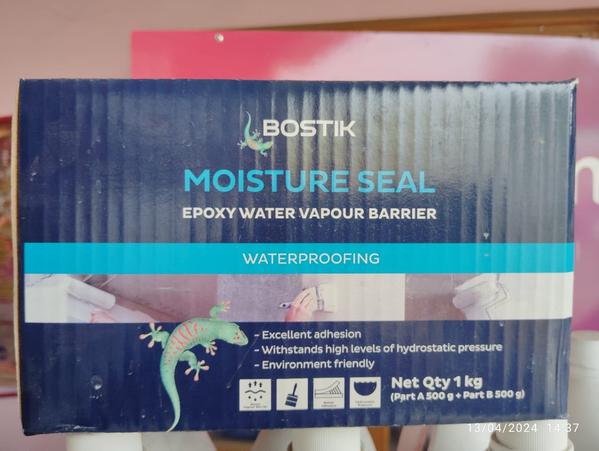 BOSTIK
MOISTURE SEAL
EPOXY WATER VAPOUR BARRIER
WATERPROOFING
- Excellent adhesion
- Withstands high levels of hydrostatic pressure
- Environment friendly
Net Qty 1 kg
(Part A 500 g + Part B 500 g)
13/04/2024 14:37